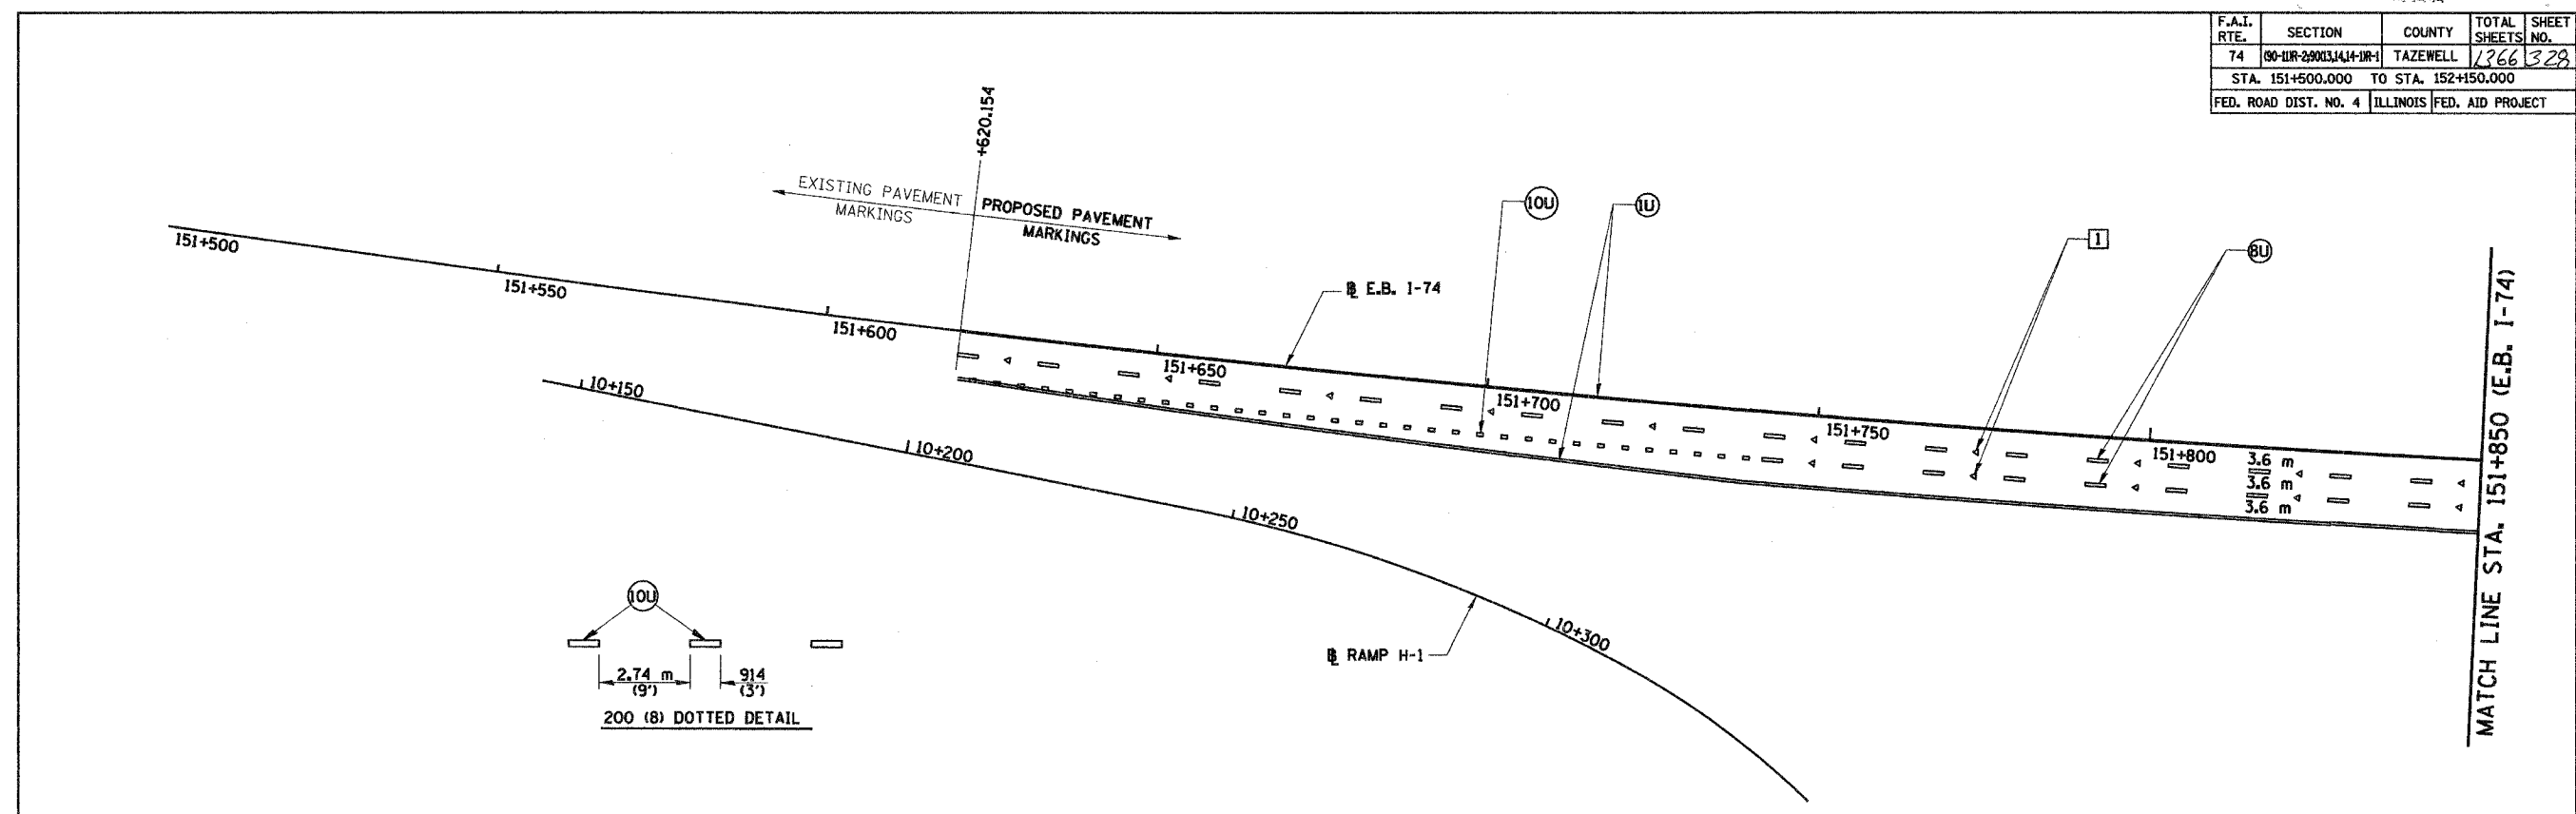 F.A.I. RTE. SECTION COUNTY TOTAL SHEETS SHEET NO.
74 TAZEWELL 1366 328
STA. 151+500.000 TO STA. 152+150.000
FED. ROAD DIST. NO. 4 ILLINOIS FED. AID PROJECT
+620.154
EXISTING PAVEMENT
MARKINGS
PROPOSED PAVEMENT
MARKINGS
10U
1U
1
8U
151+500
151+550
151+600
151+650
151+700
151+750
151+800
E.B. I-74
3.6 m
3.6 m
3.6 m
MATCH LINE STA. 151+850 (E.B. I-74)
10+150
10+200
10+250
10+300
RAMP H-1
10U
2.74 m
(9')
914
(3')
200 (8) DOTTED DETAIL